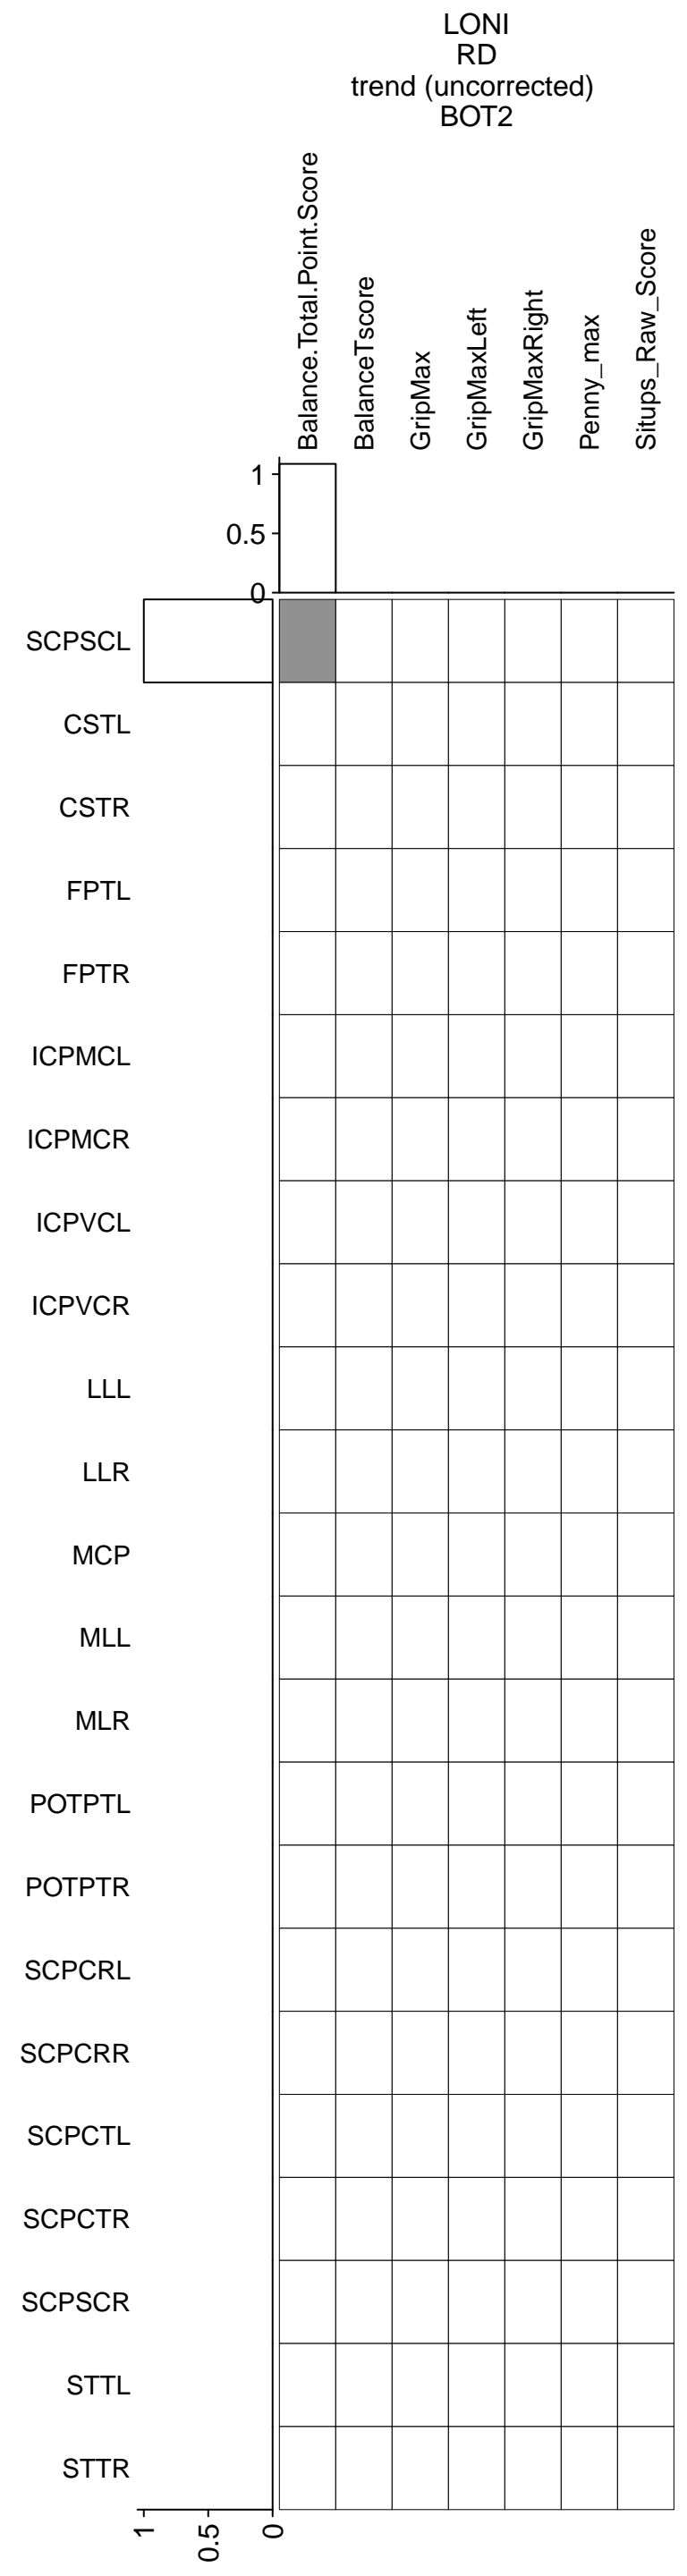 LONI
RD
trend (uncorrected)
BOT2
Balance.Total.Point.Score
BalanceTscore
GripMax
GripMaxLeft
GripMaxRight
Penny_max
Situps_Raw_Score
1
0.5
0
SCPSCL
CSTL
CSTR
FPTL
FPTR
ICPMCL
ICPMCR
ICPVCL
ICPVCR
LLL
LLR
MCP
MLL
MLR
POTPTL
POTPTR
SCPCRL
SCPCRR
SCPCTL
SCPCTR
SCPSCR
STTL
STTR
1
0.5
0